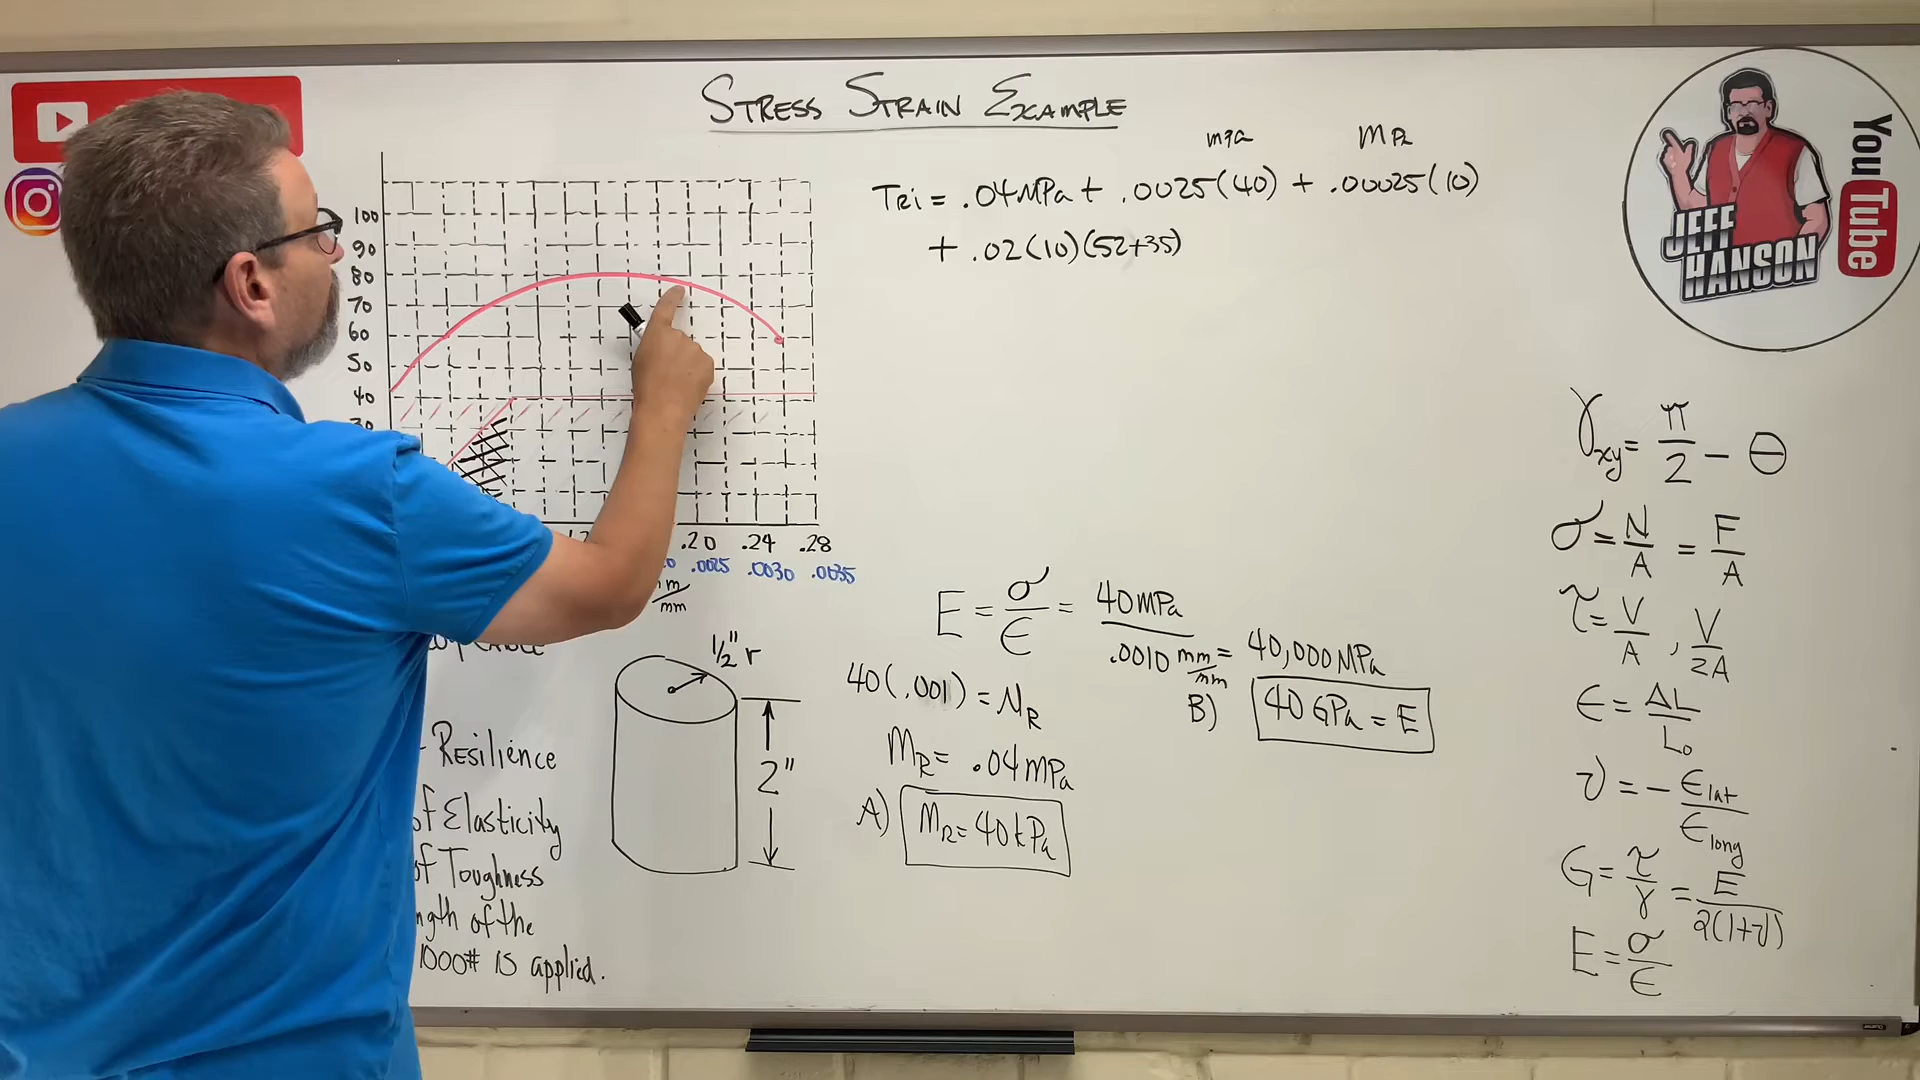 STRESS STRAIN EXAMPLE
mPa MPa
Tri = .04MPa + .0025(40) + .00025(10)
+ .02(10)(52+35)
100
90
80
70
60
50
40
30
.20 .24 .28
.0025 .0030 .0035
mm
1/2" r
2"
Resilience
of Elasticity
of Toughness
of the
1000# is applied.
E = σ/ϵ = 40MPa/.0010 mm/mm = 40,000MPa
B) 40 GPa = E
40(.001) = MR
MR = .04MPa
A) MR = 40kPa
γxy = π/2 - θ
σ = N/A = F/A
τ = V/A , V/2A
ϵ = ΔL/Lo
ν = - ϵlat/ϵlong
G = τ/γ = E/2(1+ν)
E = σ/ϵ
JEFF
HANSON
YouTube